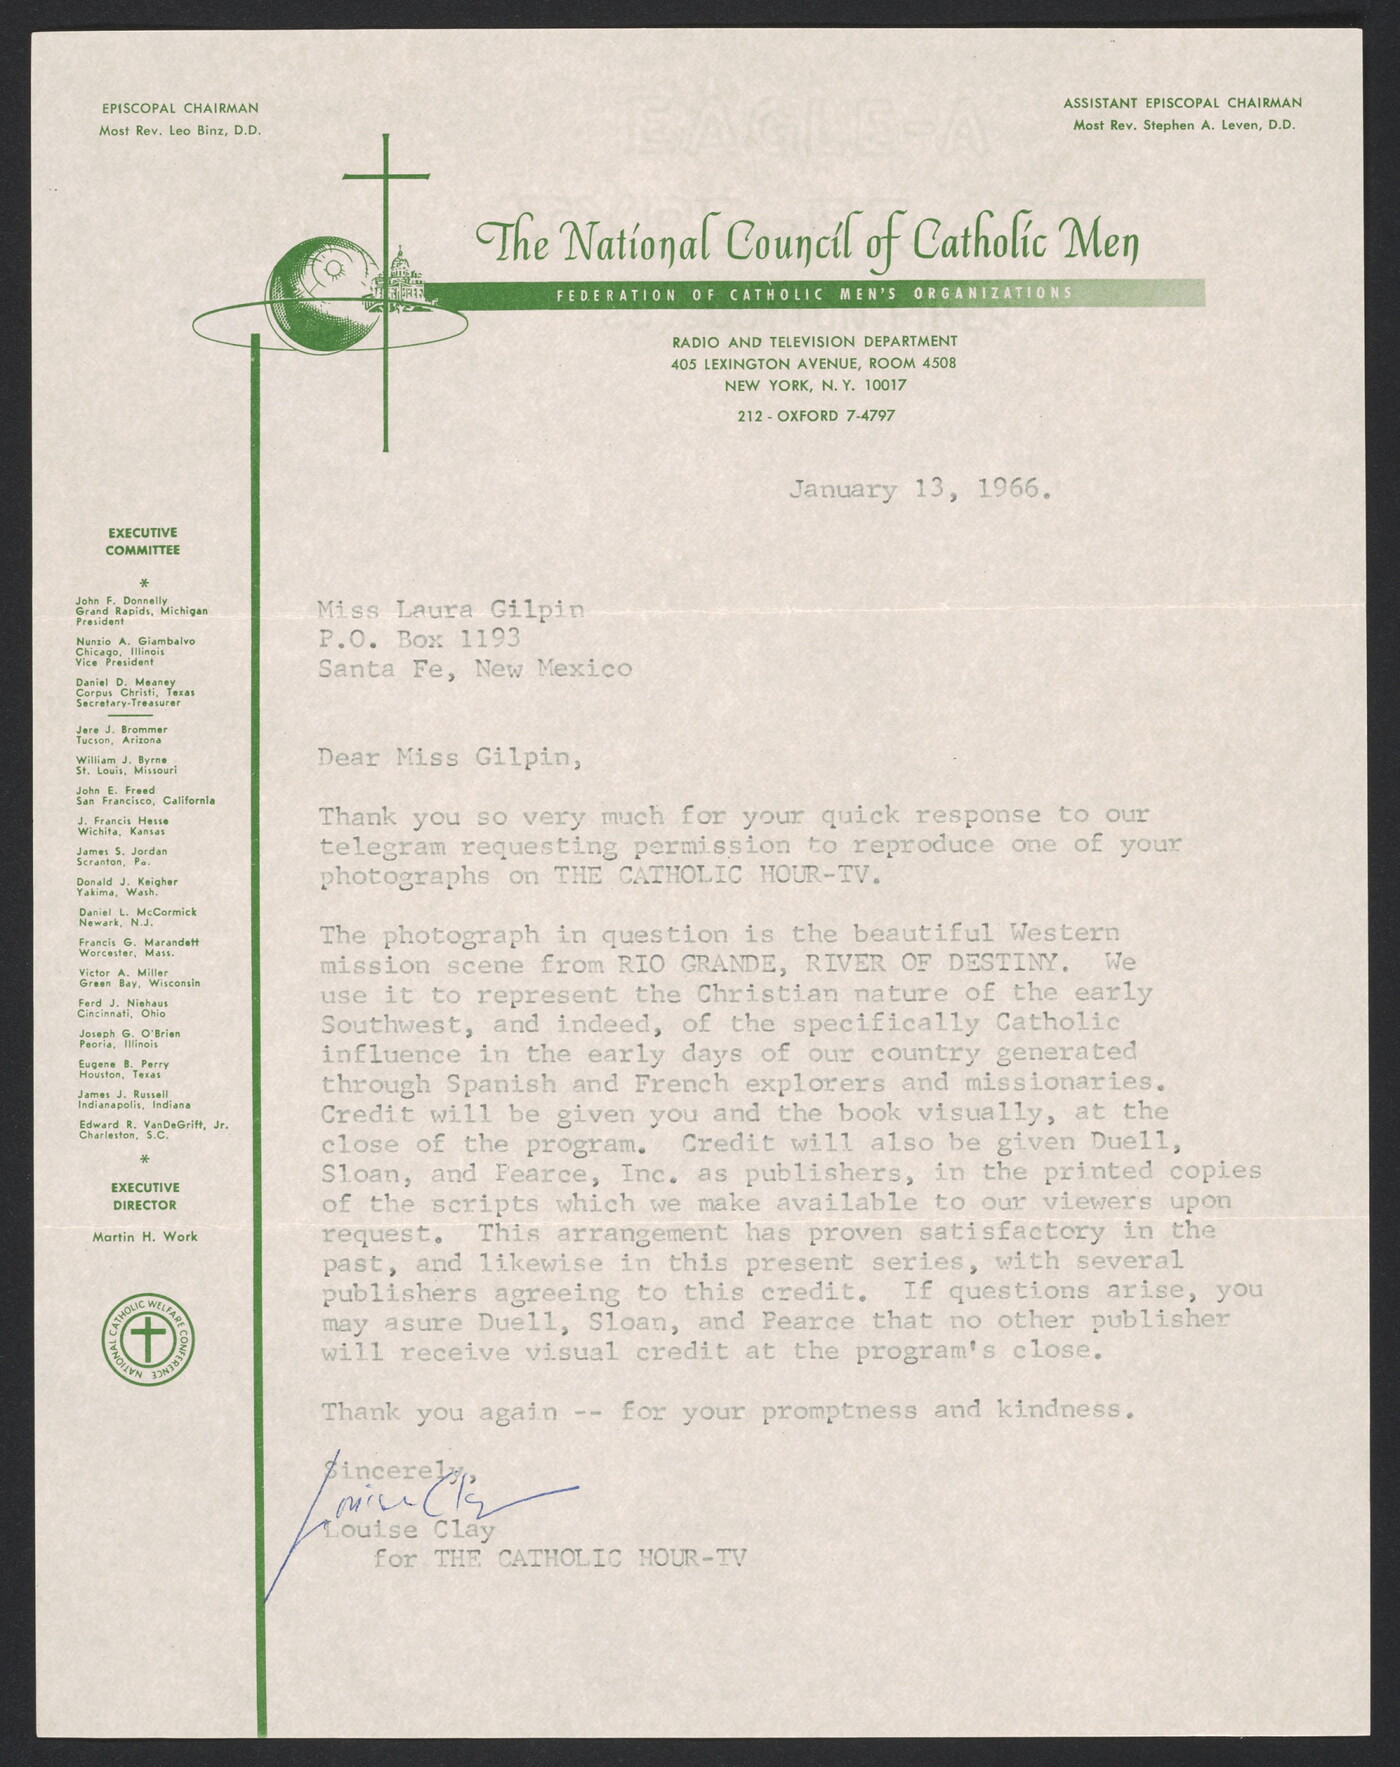 EPISCOPAL CHAIRMAN
Most Rev. Leo Binz, D.D.
ASSISTANT EPISCOPAL CHAIRMAN
Most Rev. Stephen A. Leven, D.D.
The National Council of Catholic Men
FEDERATION OF CATHOLIC MEN'S ORGANIZATIONS
RADIO AND TELEVISION DEPARTMENT
405 LEXINGTON AVENUE, ROOM 4508
NEW YORK, N.Y. 10017
212 - OXFORD 7-4797
January 13, 1966.
EXECUTIVE
COMMITTEE
*
John F. Donnelly
Grand Rapids, Michigan
President
Nunzio A. Giambalvo
Chicago, Illinois
Vice President
Daniel D. Meaney
Corpus Christi, Texas
Secretary-Treasurer
Jere J. Brommer
Tucson, Arizona
William J. Byrne
St. Louis, Missouri
John E. Freed
San Francisco, California
J. Francis Hesse
Wichita, Kansas
James S. Jordan
Scranton, Pa.
Donald J. Keigher
Yakima, Wash.
Daniel L. McCormick
Newark, N.J.
Francis G. Marandett
Worcester, Mass.
Victor A. Miller
Green Bay, Wisconsin
Ferd J. Niehaus
Cincinnati, Ohio
Joseph G. O'Brien
Peoria, Illinois
Eugene B. Perry
Houston, Texas
James J. Russell
Indianapolis, Indiana
Edward R. VanDeGrift, Jr.
Charleston, S.C.
*
EXECUTIVE
DIRECTOR
Martin H. Work
NATIONAL CATHOLIC WELFARE CONFERENCE
Miss Laura Gilpin
P.O. Box 1193
Santa Fe, New Mexico
Dear Miss Gilpin,
Thank you so very much for your quick response to our
telegram requesting permission to reproduce one of your
photographs on THE CATHOLIC HOUR-TV.
The photograph in question is the beautiful Western
mission scene from RIO GRANDE, RIVER OF DESTINY.  We
use it to represent the Christian nature of the early
Southwest, and indeed, of the specifically Catholic
influence in the early days of our country generated
through Spanish and French explorers and missionaries.
Credit will be given you and the book visually, at the
close of the program.  Credit will also be given Duell,
Sloan, and Pearce, Inc. as publishers, in the printed copies
of the scripts which we make available to our viewers upon
request.  This arrangement has proven satisfactory in the
past, and likewise in this present series, with several
publishers agreeing to this credit.  If questions arise, you
may asure Duell, Sloan, and Pearce that no other publisher
will receive visual credit at the program's close.
Thank you again -- for your promptness and kindness.
Sincerely,
Louise Clay
Louise Clay
for THE CATHOLIC HOUR-TV